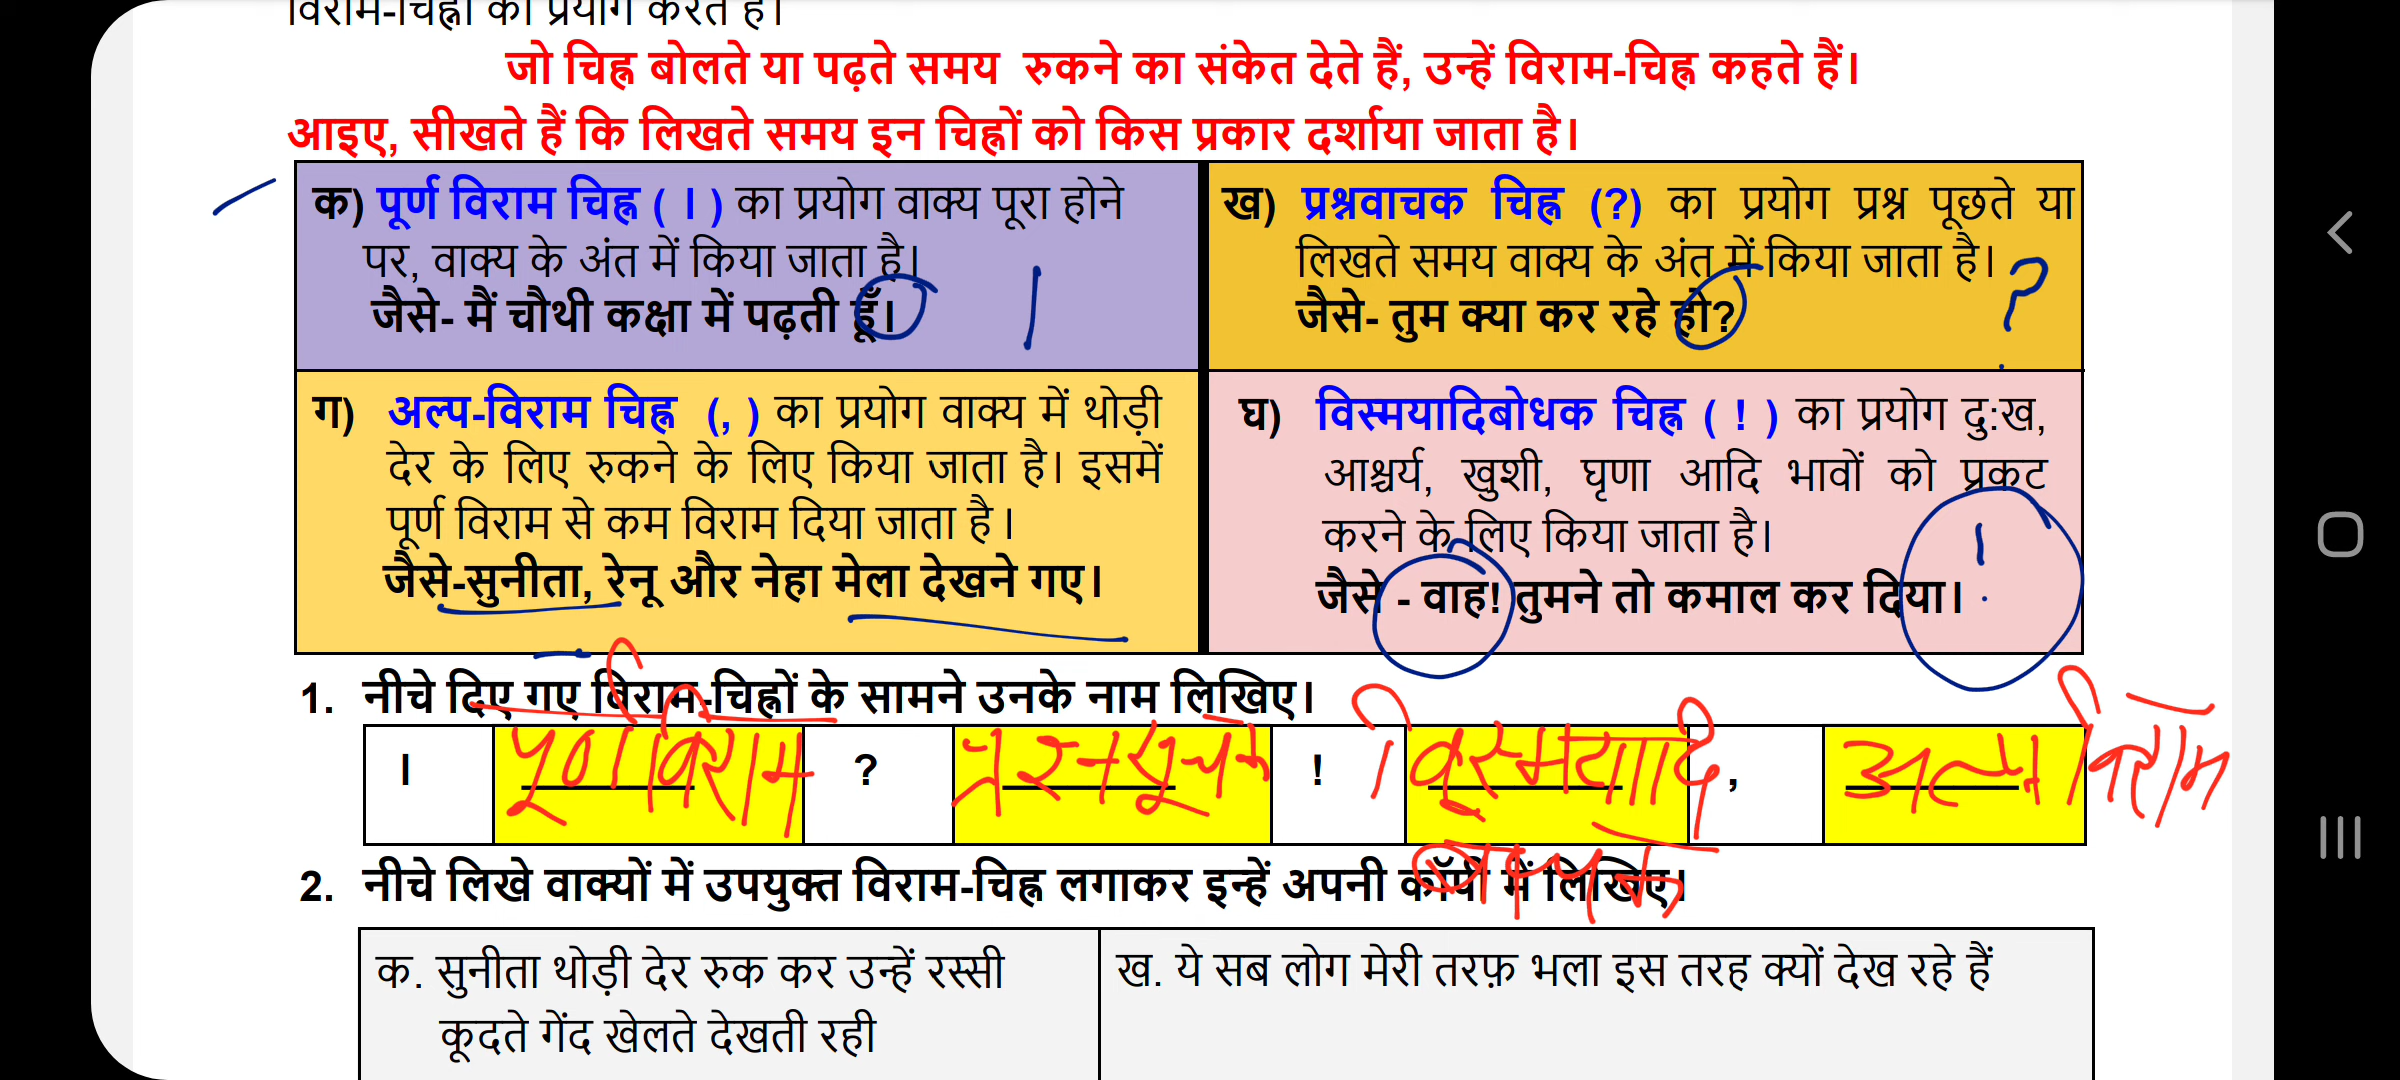 विराम-चिह्नों का प्रयोग करते हैं।
जो चिह्न बोलते या पढ़ते समय रुकने का संकेत देते हैं, उन्हें विराम-चिह्न कहते हैं।
आइए, सीखते हैं कि लिखते समय इन चिह्नों को किस प्रकार दर्शाया जाता है।
क) पूर्ण विराम चिह्न ( । ) का प्रयोग वाक्य पूरा होने
पर, वाक्य के अंत में किया जाता है।
जैसे- मैं चौथी कक्षा में पढ़ती हूँ।
।
ख) प्रश्नवाचक चिह्न (?) का प्रयोग प्रश्न पूछते या
लिखते समय वाक्य के अंत में किया जाता है।
जैसे- तुम क्या कर रहे हो?
?
ग) अल्प-विराम चिह्न (, ) का प्रयोग वाक्य में थोड़ी
देर के लिए रुकने के लिए किया जाता है। इसमें
पूर्ण विराम से कम विराम दिया जाता है।
जैसे-सुनीता, रेनू और नेहा मेला देखने गए।
घ) विस्मयादिबोधक चिह्न ( ! ) का प्रयोग दु:ख,
आश्चर्य, खुशी, घृणा आदि भावों को प्रकट
करने के लिए किया जाता है।
जैसे - वाह! तुमने तो कमाल कर दिया।
!
1. नीचे दिए गए विराम-चिह्नों के सामने उनके नाम लिखिए।
। पूर्ण विराम ? प्रश्नसूचक ! विस्मयादि , अल्प विराम
बोधक
2. नीचे लिखे वाक्यों में उपयुक्त विराम-चिह्न लगाकर इन्हें अपनी कॉपी में लिखिए।
क. सुनीता थोड़ी देर रुक कर उन्हें रस्सी
कूदते गेंद खेलते देखती रही
ख. ये सब लोग मेरी तरफ़ भला इस तरह क्यों देख रहे हैं